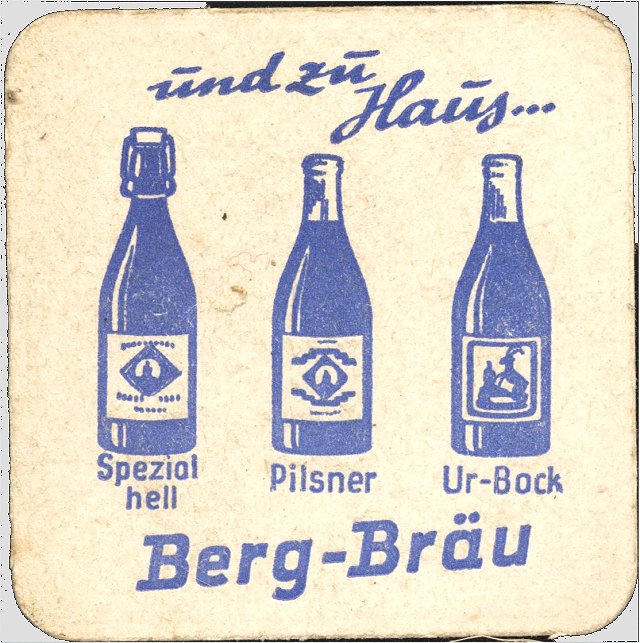 und zu
Haus...
Spezial
hell
Pilsner
Ur-Bock
Berg-Bräu